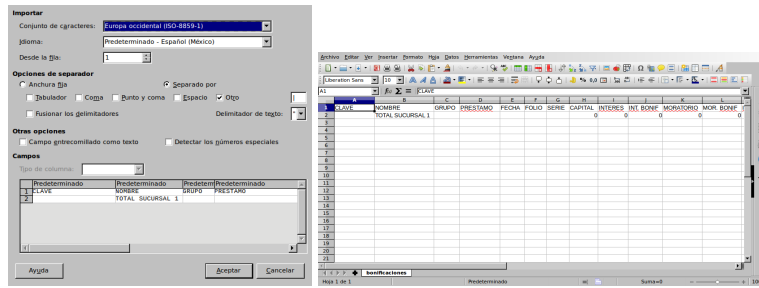 Importar
Conjunto de caracteres: Europa occidental (ISO-8859-1)
Idioma: Predeterminado - Español (México)
Desde la fila: 1
Opciones de separador
Anchura fija Separado por
Tabulador Coma Punto y coma Espacio Otro |
Fusionar los delimitadores Delimitador de texto: "
Otras opciones
Campo entrecomillado como texto Detectar los números especiales
Campos
Tipo de columna:
Predeterminado Predeterminado Predeterm Predeterminado
1 CLAVE NOMBRE GRUPO PRESTAMO
2 TOTAL SUCURSAL 1
Ayuda Aceptar Cancelar
Archivo Editar Ver Insertar Formato Hoja Datos Herramientas Ventana Ayuda
Liberation Sans 10
A1 CLAVE
A B C D E F G H I J K L
1 CLAVE NOMBRE GRUPO PRESTAMO FECHA FOLIO SERIE CAPITAL INTERES INT. BONIF MORATORIO MOR. BONIF
2 TOTAL SUCURSAL 1 0 0 0 0 0
3
4
5
6
7
8
9
10
11
12
13
14
15
16
17
18
19
20
21
bonificaciones
Hoja 1 de 1 Predeterminado Suma=0 10